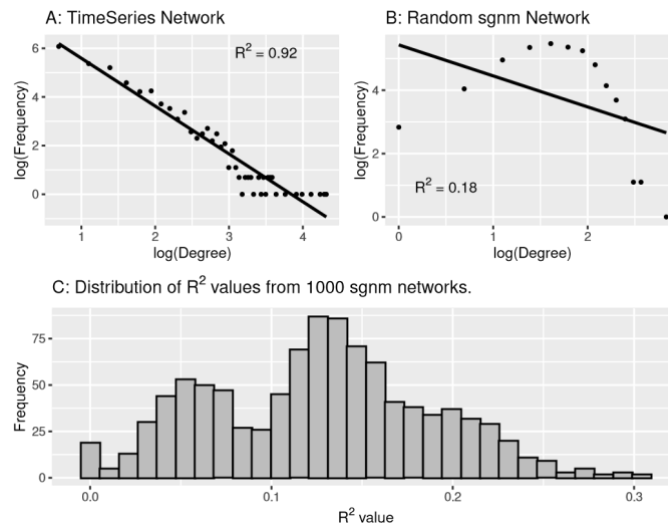 A: TimeSeries Network
B: Random sgnm Network
log(Frequency)
6
4
2
0
R² = 0.92
1
2
3
4
log(Degree)
log(Frequency)
4
2
0
R² = 0.18
0
1
2
log(Degree)
C: Distribution of R² values from 1000 sgnm networks.
Frequency
75
50
25
0
0.0
0.1
0.2
0.3
R² value